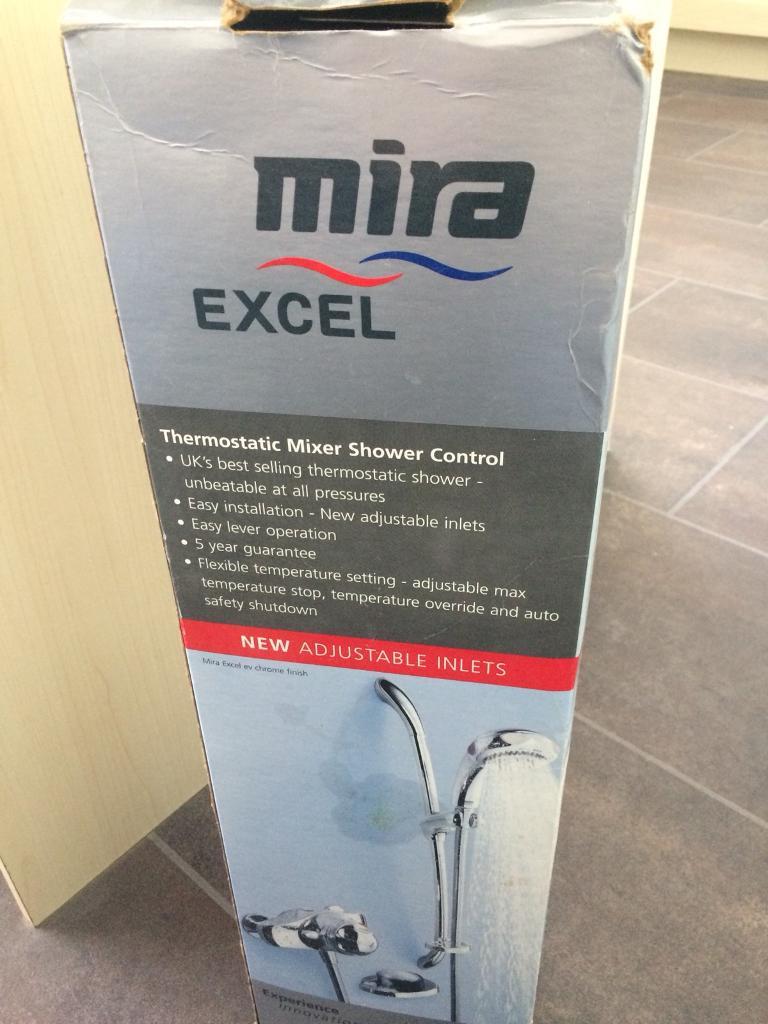 mira
EXCEL
Thermostatic Mixer Shower Control
• UK's best selling thermostatic shower -
unbeatable at all pressures
• Easy installation - New adjustable inlets
• Easy lever operation
• 5 year guarantee
• Flexible temperature setting - adjustable max
temperature stop, temperature override and auto
safety shutdown
NEW ADJUSTABLE INLETS
Mira Excel ev chrome finish
Experience
innovation